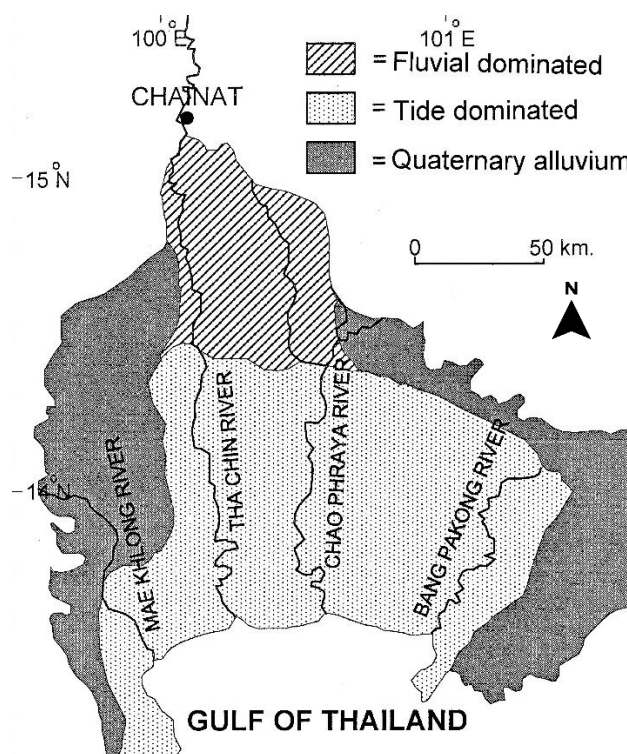 100°E
101°E
CHAINAT
= Fluvial dominated
= Tide dominated
= Quaternary alluvium
15°N
0
50 km.
N
MAE KHLONG RIVER
THA CHIN RIVER
CHAO PHRAYA RIVER
BANG PAKONG RIVER
GULF OF THAILAND